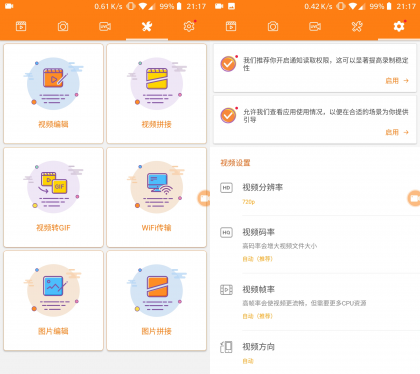 0.61 K/s 99% 21:17
视频编辑
视频拼接
视频转GIF
WiFi传输
图片编辑
图片拼接
0.42 K/s 99% 21:17
我们推荐你开启通知读取权限，这可以显著提高录制稳定
性
启用 →
允许我们查看应用使用情况，以便在合适的场景为你提供
引导
启用 →
视频设置
HD 视频分辨率
720p
HQ 视频码率
高码率会增大视频文件大小
自动（推荐）
视频帧率
高帧率会使视频更流畅，但需要更多CPU资源
自动（推荐）
视频方向
自动